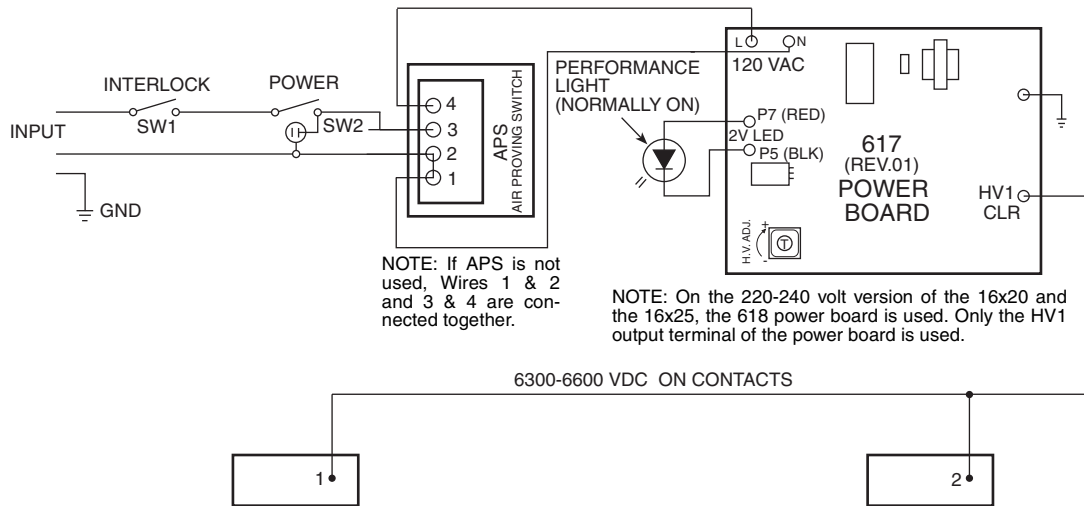 INTERLOCK
POWER
SW1
SW2
INPUT
GND
4
3
2
1
APS
AIR PROVING SWITCH
NOTE: If APS is not
used, Wires 1 & 2
and 3 & 4 are con-
nected together.
PERFORMANCE
LIGHT
(NORMALLY ON)
L
N
120 VAC
P7 (RED)
2V LED
P5 (BLK)
617
(REV.01)
POWER
BOARD
HV1
CLR
H.V. ADJ.
+
-
T
NOTE: On the 220-240 volt version of the 16x20 and
the 16x25, the 618 power board is used. Only the HV1
output terminal of the power board is used.
6300-6600 VDC ON CONTACTS
1
2